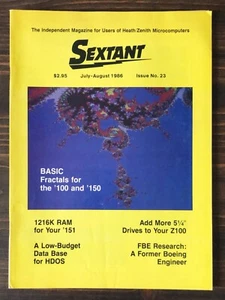 The Independent Magazine for Users of Heath/Zenith Microcomputers
SEXTANT
$2.95 July-August 1986 Issue No. 23
BASIC
Fractals for
the '100 and '150
1216K RAM
for Your '151
A Low-Budget
Data Base
for HDOS
Add More 5¼"
Drives to Your Z100
FBE Research:
A Former Boeing
Engineer